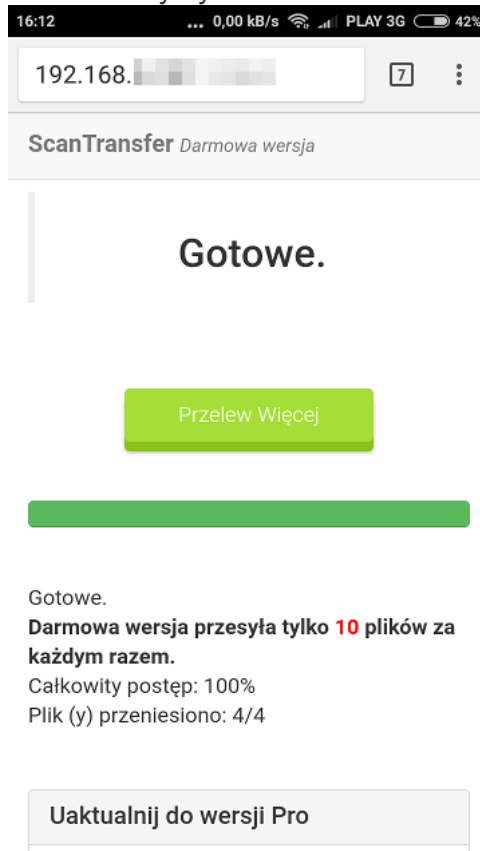 16:12 ... 0,00 kB/s PLAY 3G 42%
192.168. 7
ScanTransfer Darmowa wersja
Gotowe.
Przelew Więcej
Gotowe.
Darmowa wersja przesyła tylko 10 plików za
każdym razem.
Całkowity postęp: 100%
Plik (y) przeniesiono: 4/4
Uaktualnij do wersji Pro